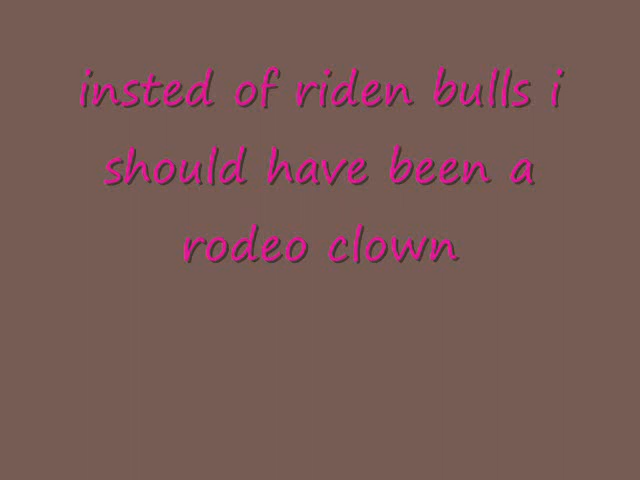 insted of riden bulls i
should have been a
rodeo clown